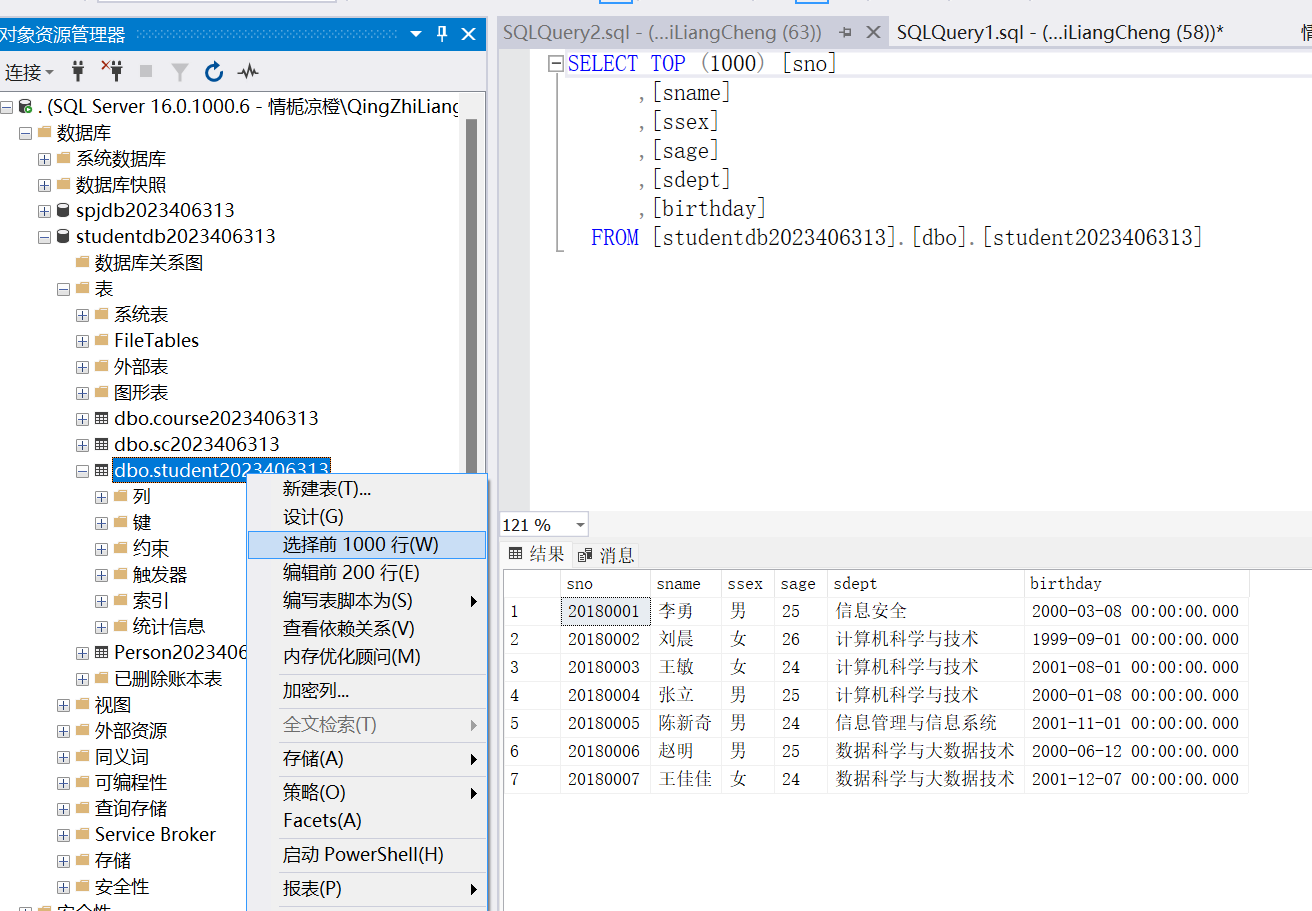 对象资源管理器
连接
. (SQL Server 16.0.1000.6 - 情栀凉橙\QingZhiLiang
数据库
系统数据库
数据库快照
spjdb2023406313
studentdb2023406313
数据库关系图
表
系统表
FileTables
外部表
图形表
dbo.course2023406313
dbo.sc2023406313
dbo.student2023406313
列
键
约束
触发器
索引
统计信息
Person2023406
已删除账本表
视图
外部资源
同义词
可编程性
查询存储
Service Broker
存储
安全性
安全性
新建表(T)...
设计(G)
选择前 1000 行(W)
编辑前 200 行(E)
编写表脚本为(S)
查看依赖关系(V)
内存优化顾问(M)
加密列...
全文检索(T)
存储(A)
策略(O)
Facets(A)
启动 PowerShell(H)
报表(P)
SQLQuery2.sql - (...iLiangCheng (63)) SQLQuery1.sql - (...iLiangCheng (58))* 情
SELECT TOP (1000) [sno]
,[sname]
,[ssex]
,[sage]
,[sdept]
,[birthday]
FROM [studentdb2023406313].[dbo].[student2023406313]
121 %
结果 消息
sno sname ssex sage sdept birthday
1 20180001 李勇 男 25 信息安全 2000-03-08 00:00:00.000
2 20180002 刘晨 女 26 计算机科学与技术 1999-09-01 00:00:00.000
3 20180003 王敏 女 24 计算机科学与技术 2001-08-01 00:00:00.000
4 20180004 张立 男 25 计算机科学与技术 2000-01-08 00:00:00.000
5 20180005 陈新奇 男 24 信息管理与信息系统 2001-11-01 00:00:00.000
6 20180006 赵明 男 25 数据科学与大数据技术 2000-06-12 00:00:00.000
7 20180007 王佳佳 女 24 数据科学与大数据技术 2001-12-07 00:00:00.000